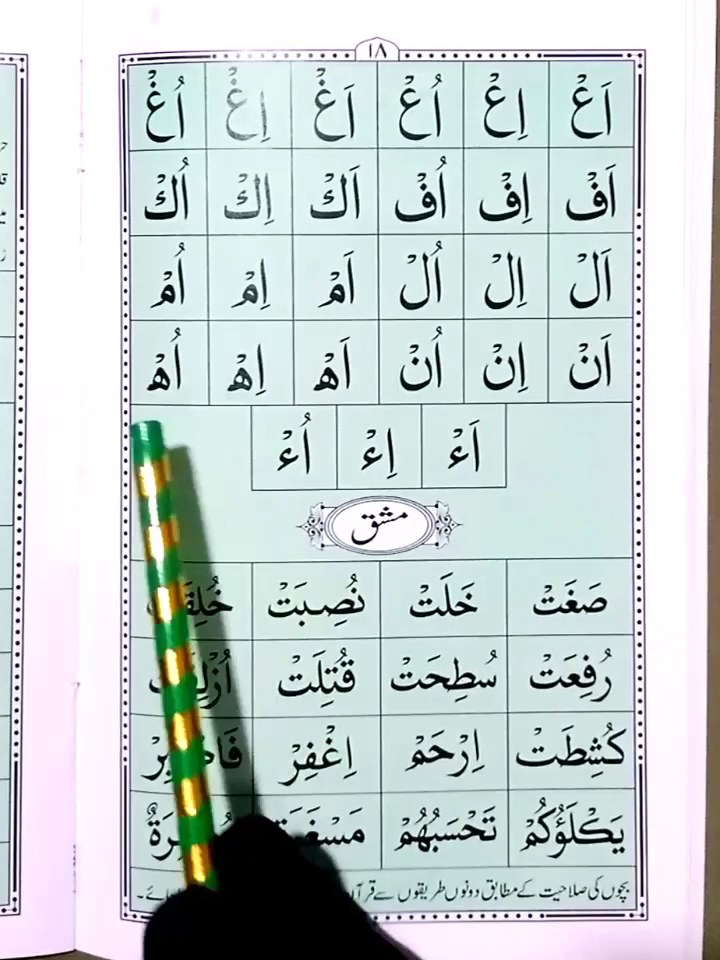 ١٨
اَعْ اِعْ اُعْ اَغْ اِغْ اُغْ
اَفْ اِفْ اُفْ اَكْ اِكْ اُكْ
اَلْ اِلْ اُلْ اَمْ اِمْ اُمْ
اَنْ اِنْ اُنْ اَهْ اِهْ اُهْ
اَءْ اِءْ اُءْ
مشق
صَغَتْ خَلَتْ نُصِبَتْ
رُفِعَتْ سُطِحَتْ قُتِلَتْ
كُشِطَتْ اِرْحَمْ اِغْفِرْ
يَكْلَؤُكُمْ تَحْسَبُهُمْ
بچوں کی صلاحیت کے مطابق دونوں طریقوں سے